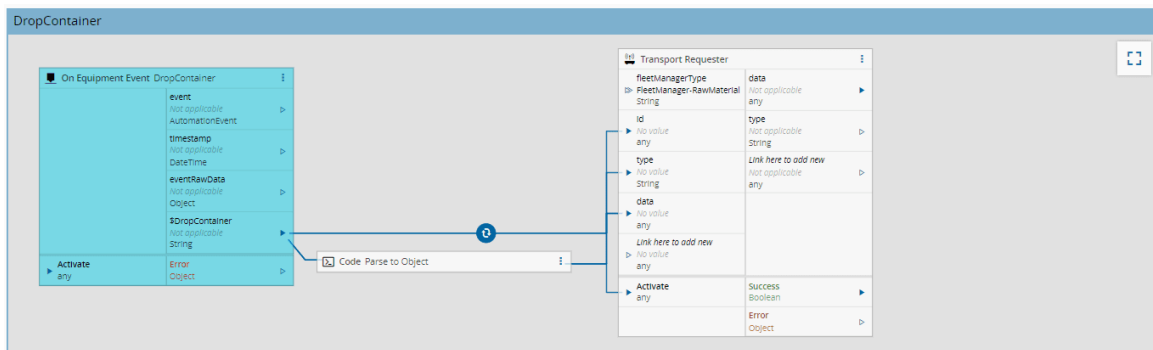 DropContainer
On Equipment Event DropContainer
event
Not applicable
AutomationEvent
timestamp
Not applicable
DateTime
eventRawData
Not applicable
Object
$DropContainer
Not applicable
String
Activate
any
Error
Object
Code Parse to Object
Transport Requester
fleetManagerType
FleetManager-RawMaterial
String
Id
No value
any
type
No value
String
data
No value
any
Link here to add new
No value
any
data
Not applicable
any
type
Not applicable
String
Link here to add new
Not applicable
any
Activate
any
Success
Boolean
Error
Object